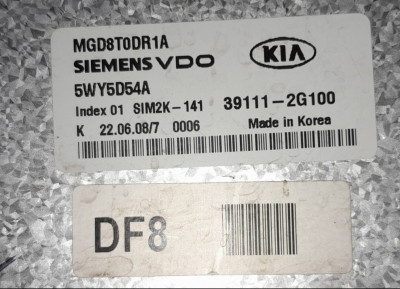 MGD8T0DR1A
SIEMENS VDO KIA
5WY5D54A
Index 01 SIM2K-141 39111-2G100
K 22.06.08/7 0006 Made in Korea
DF8